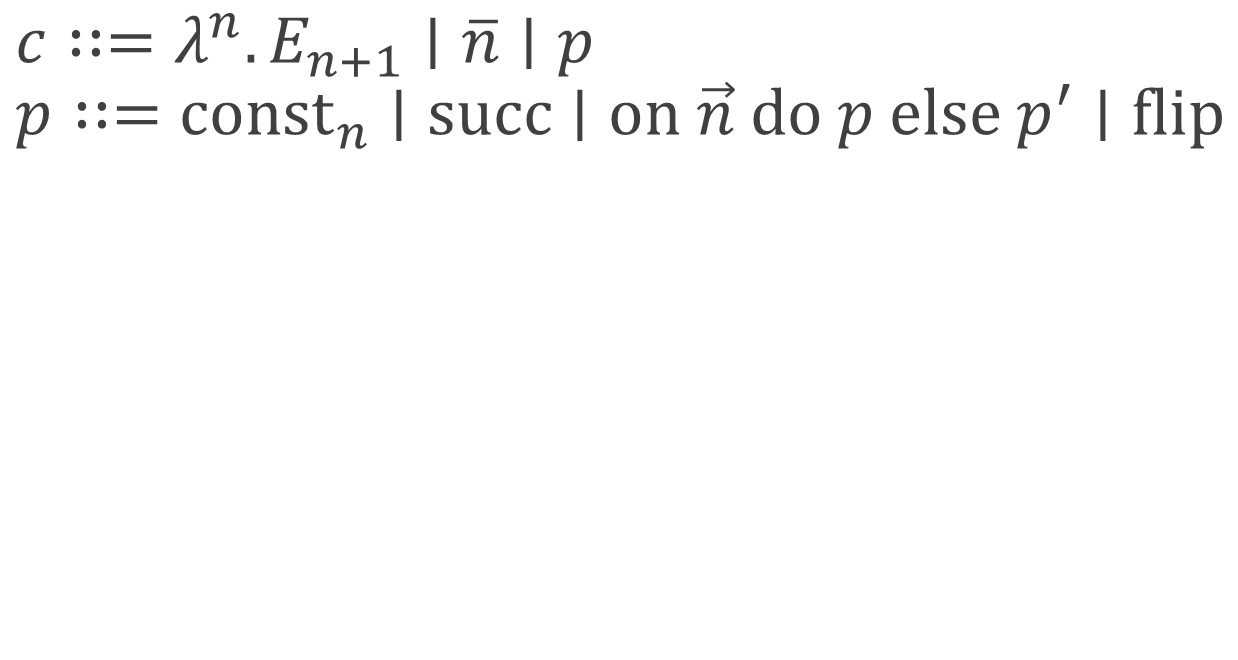 c ::= λⁿ. Eₙ₊₁ | n̄ | p
p ::= constₙ | succ | on n⃗ do p else p′ | flip